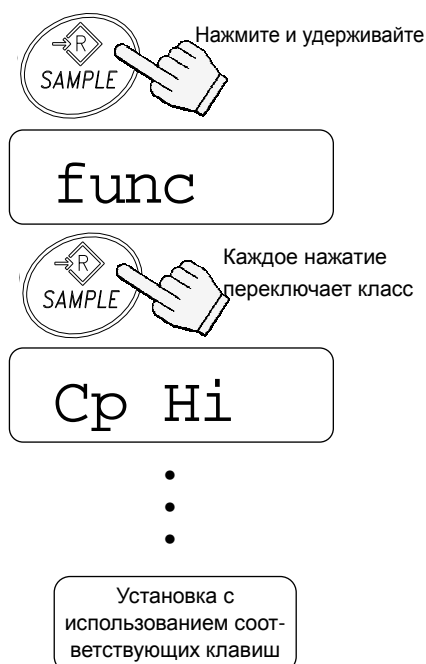 Нажмите и удерживайте
R
SAMPLE
func
Каждое нажатие
переключает класс
R
SAMPLE
Cp Hi
Установка с
использованием соот-
ветствующих клавиш